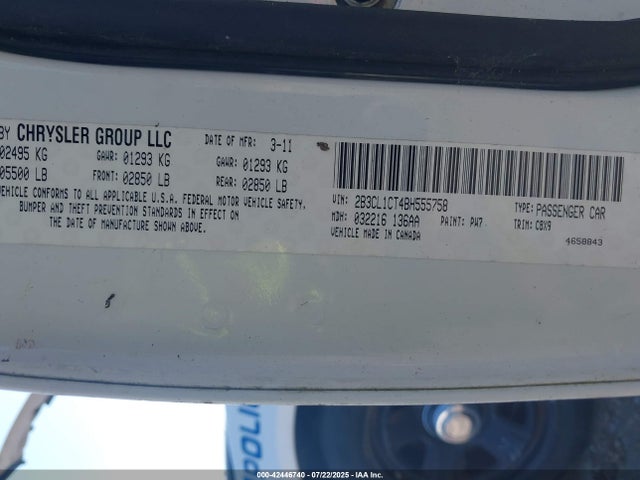 BY CHRYSLER GROUP LLC DATE OF MFR: 3-11
02495 KG GAWR: 01293 KG GAWR: 01293 KG
05500 LB FRONT: 02850 LB REAR: 02850 LB
VEHICLE CONFORMS TO ALL APPLICABLE U.S.A. FEDERAL MOTOR VEHICLE SAFETY,
BUMPER AND THEFT PREVENTION STANDARDS IN EFFECT ON
THE DATE OF MANUFACTURE SHOWN ABOVE.
VIN: 2B3CL1CT4BH555758 TYPE: PASSENGER CAR
MDH: 032216 136AA PAINT: PW7 TRIM: C8X9
VEHICLE MADE IN CANADA
4658843
POLIC
000-42446740 - 07/22/2025 - IAA Inc.